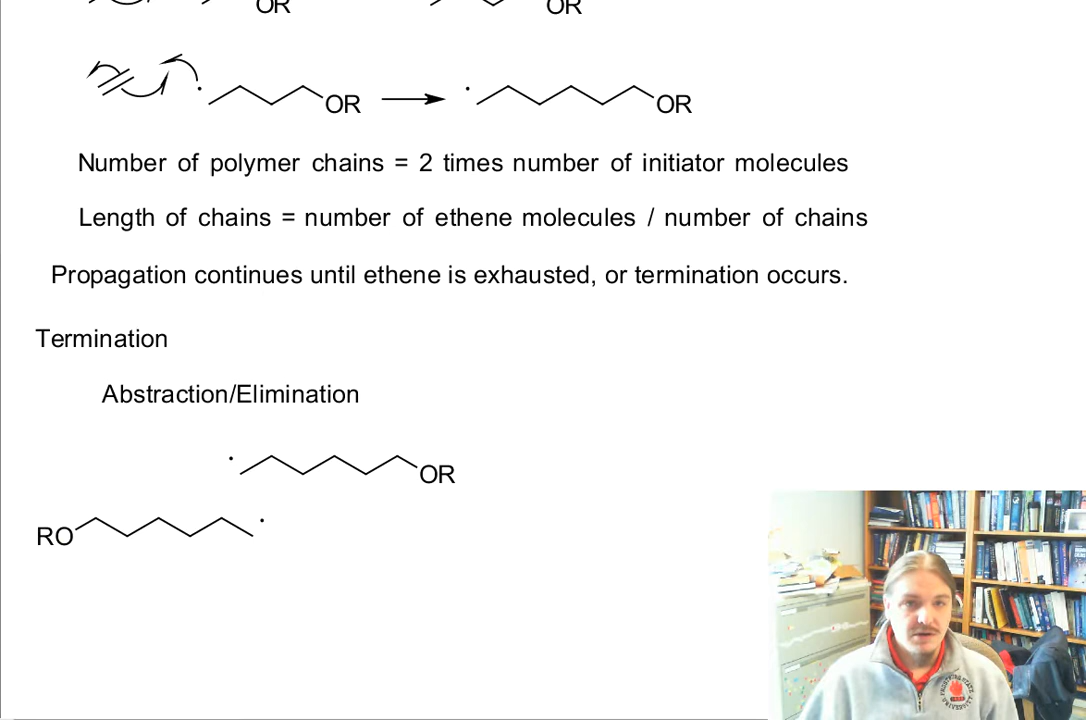 OR OR
OR OR
Number of polymer chains = 2 times number of initiator molecules
Length of chains = number of ethene molecules / number of chains
Propagation continues until ethene is exhausted, or termination occurs.
Termination
Abstraction/Elimination
OR
RO